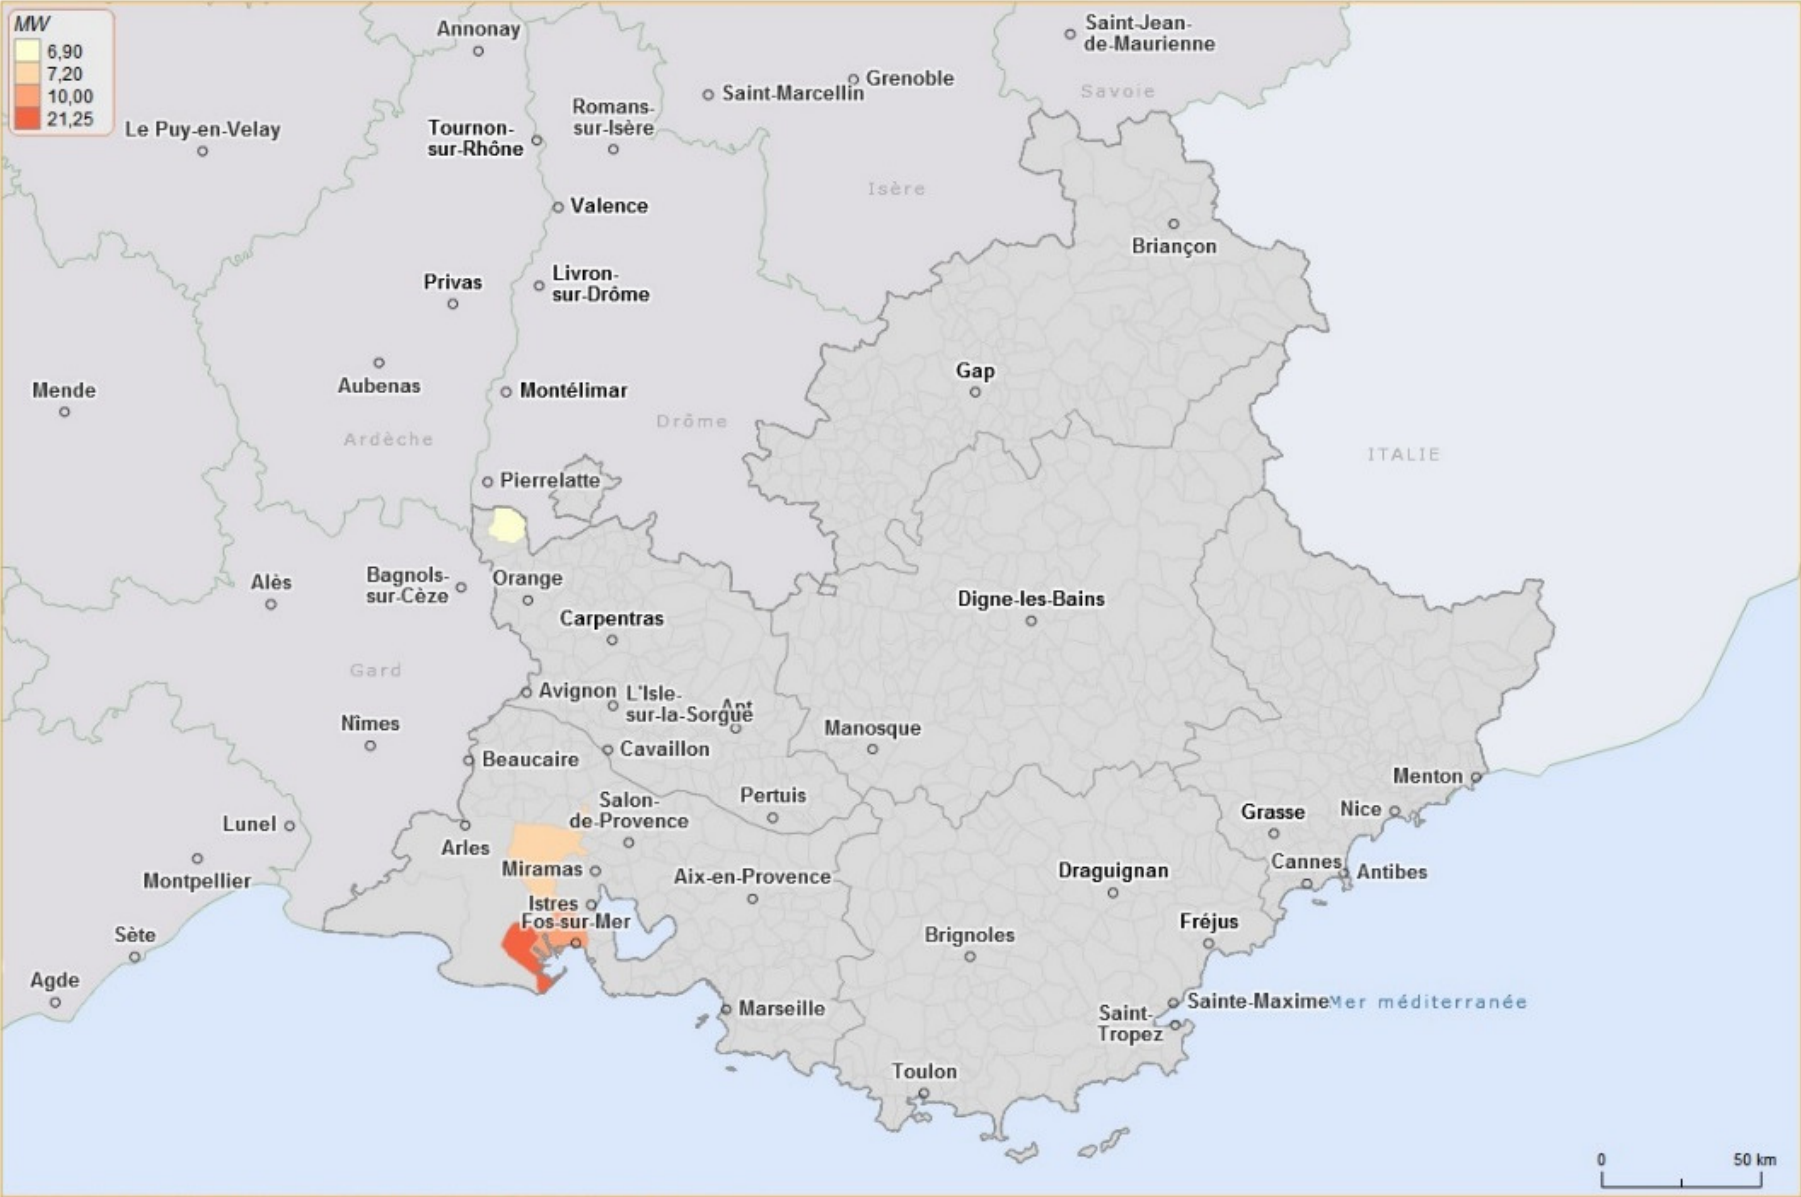 MW
6,90
7,20
10,00
21,25
Annonay
Saint-Jean-
de-Maurienne
Savoie
Grenoble
Saint-Marcellin
Romans-
sur-Isère
Le Puy-en-Velay
Tournon-
sur-Rhône
Isère
Valence
Briançon
Privas
Livron-
sur-Drôme
Gap
Aubenas
Mende
Montélimar
Drôme
Ardèche
ITALIE
Pierrelatte
Alès
Bagnols-
sur-Cèze
Orange
Digne-les-Bains
Carpentras
Gard
Avignon
L'Isle-
sur-la-Sorgue
Apt
Nîmes
Manosque
Cavaillon
Beaucaire
Menton
Pertuis
Salon-
de-Provence
Grasse
Nice
Lunel
Arles
Miramas
Cannes
Antibes
Draguignan
Aix-en-Provence
Montpellier
Istres
Fos-sur-Mer
Fréjus
Sète
Brignoles
Agde
Sainte-Maxime
Mer méditerranée
Marseille
Saint-
Tropez
Toulon
0 50 km